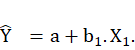 Ŷ = a + b₁. X₁.